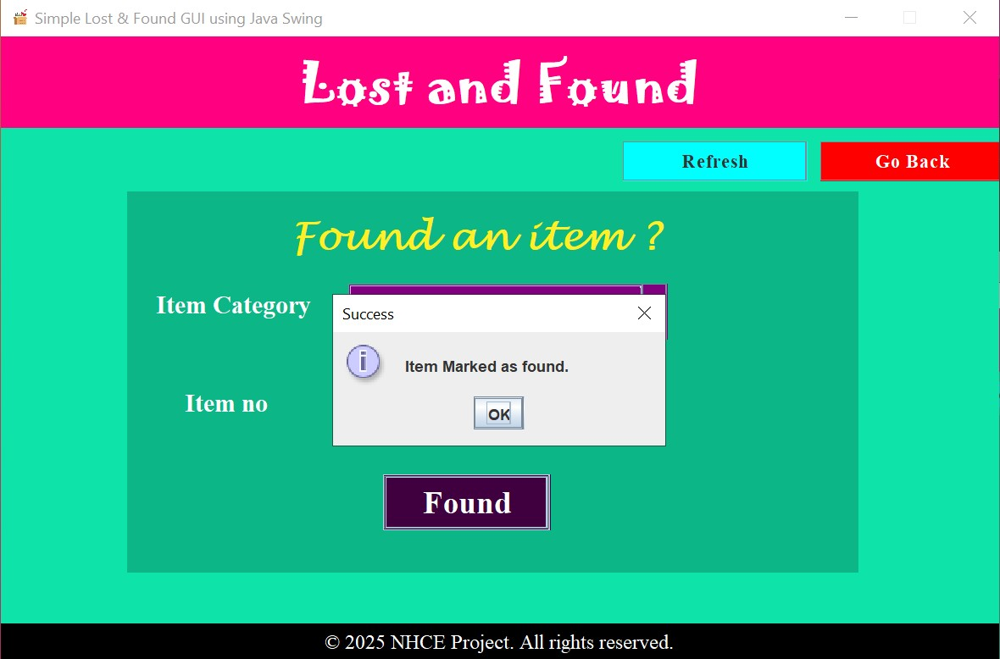 Simple Lost & Found GUI using Java Swing
Lost and Found
Refresh
Go Back
Found an item ?
Item Category
Success
Item Marked as found.
OK
Item no
Found
© 2025 NHCE Project. All rights reserved.